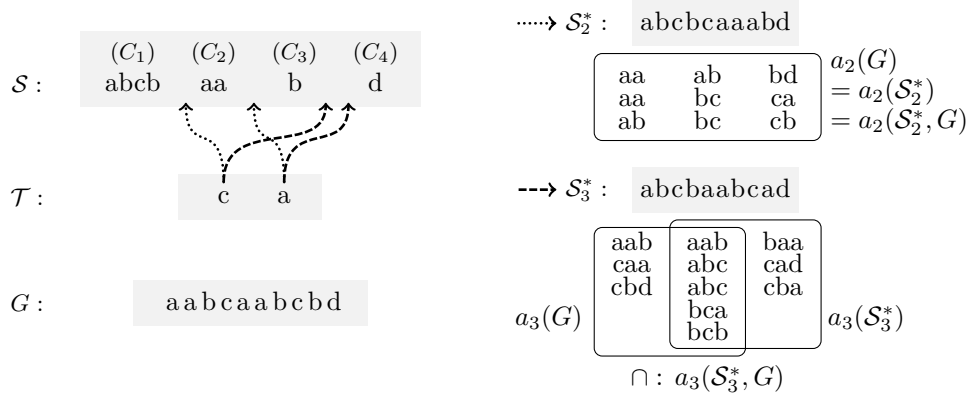 (C₁) (C₂) (C₃) (C₄)
𝒮 : abcb aa b d
𝒯 : c a
G : a a b c a a b c b d
𝒮₂* : abcbcaaabd
aa ab bd
aa bc ca
ab bc cb
a₂(G)
= a₂(𝒮₂*)
= a₂(𝒮₂*, G)
𝒮₃* : abcbaabcad
aab aab baa
caa abc cad
cbd abc cba
bca
bcb
a₃(G)
a₃(𝒮₃*)
∩ : a₃(𝒮₃*, G)